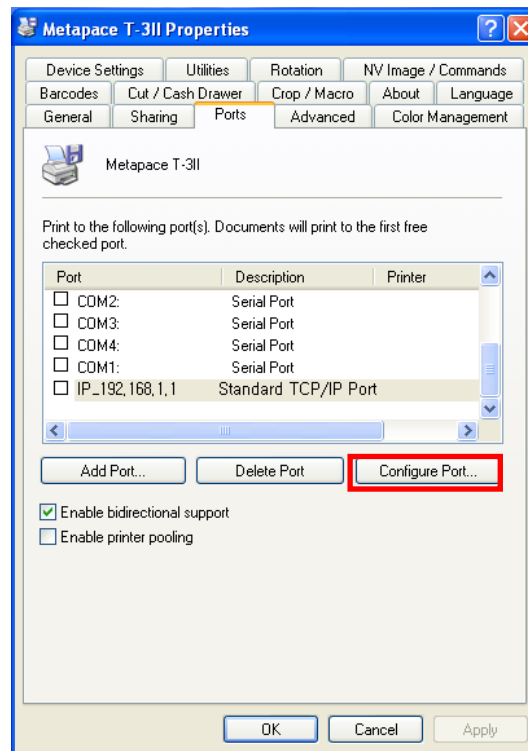 Metapace T-3II Properties
Device Settings Utilities Rotation NV Image / Commands
Barcodes Cut / Cash Drawer Crop / Macro About Language
General Sharing Ports Advanced Color Management
Metapace T-3II
Print to the following port(s). Documents will print to the first free
checked port.
Port Description Printer
COM2: Serial Port
COM3: Serial Port
COM4: Serial Port
COM1: Serial Port
IP_192,168,1,1 Standard TCP/IP Port
Add Port... Delete Port Configure Port...
Enable bidirectional support
Enable printer pooling
OK Cancel Apply